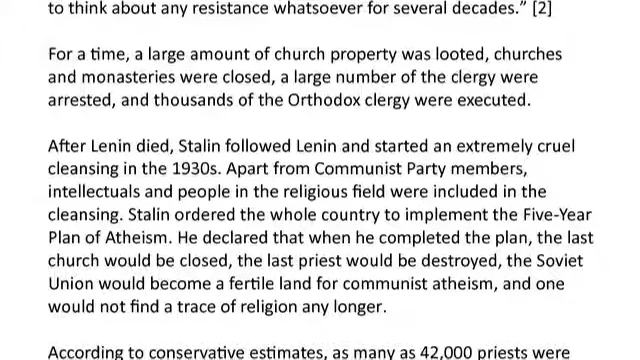 to think about any resistance whatsoever for several decades.” [2]
For a time, a large amount of church property was looted, churches
and monasteries were closed, a large number of the clergy were
arrested, and thousands of the Orthodox clergy were executed.
After Lenin died, Stalin followed Lenin and started an extremely cruel
cleansing in the 1930s. Apart from Communist Party members,
intellectuals and people in the religious field were included in the
cleansing. Stalin ordered the whole country to implement the Five-Year
Plan of Atheism. He declared that when he completed the plan, the last
church would be closed, the last priest would be destroyed, the Soviet
Union would become a fertile land for communist atheism, and one
would not find a trace of religion any longer.
According to conservative estimates, as many as 42,000 priests were